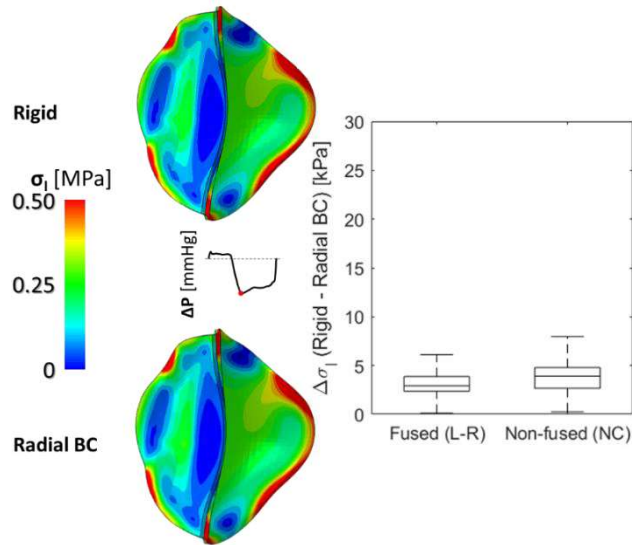 Rigid
σI [MPa]
0.50
0.25
0
ΔP [mmHg]
Radial BC
ΔσI (Rigid - Radial BC) [kPa]
30
25
20
15
10
5
0
Fused (L-R)
Non-fused (NC)